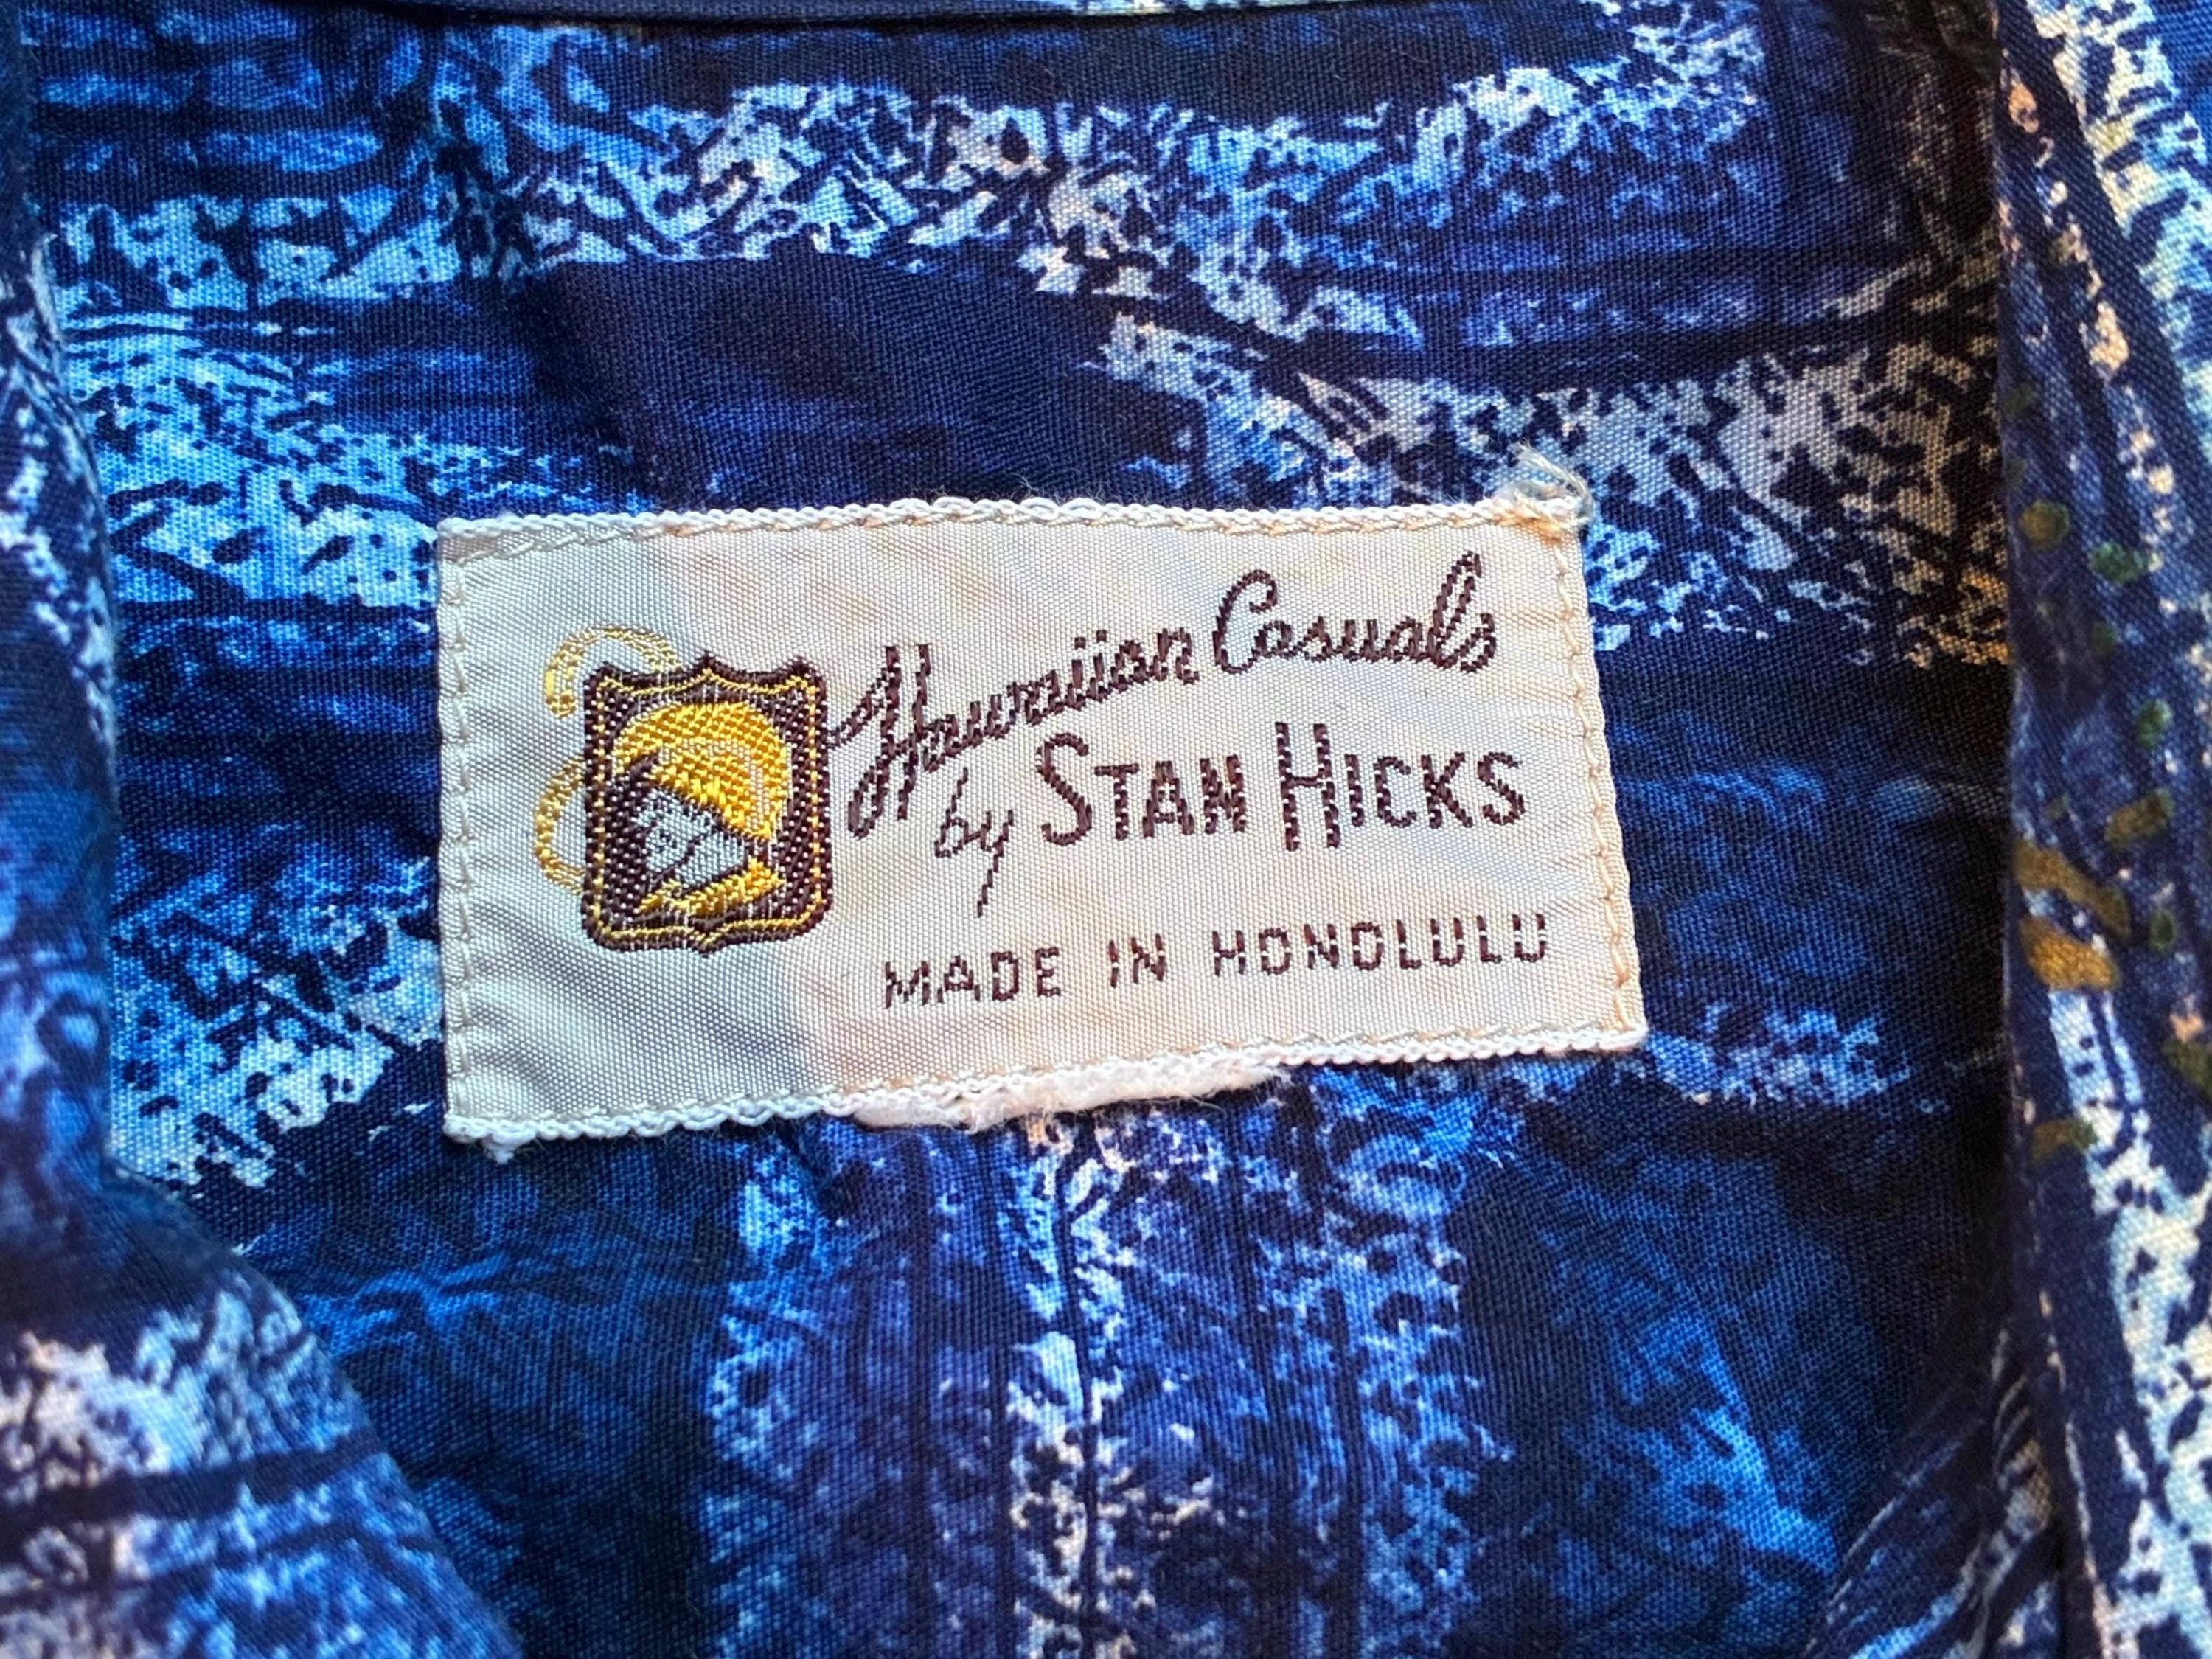 Hawaiian Casuals
by STAN HICKS
MADE IN HONOLULU